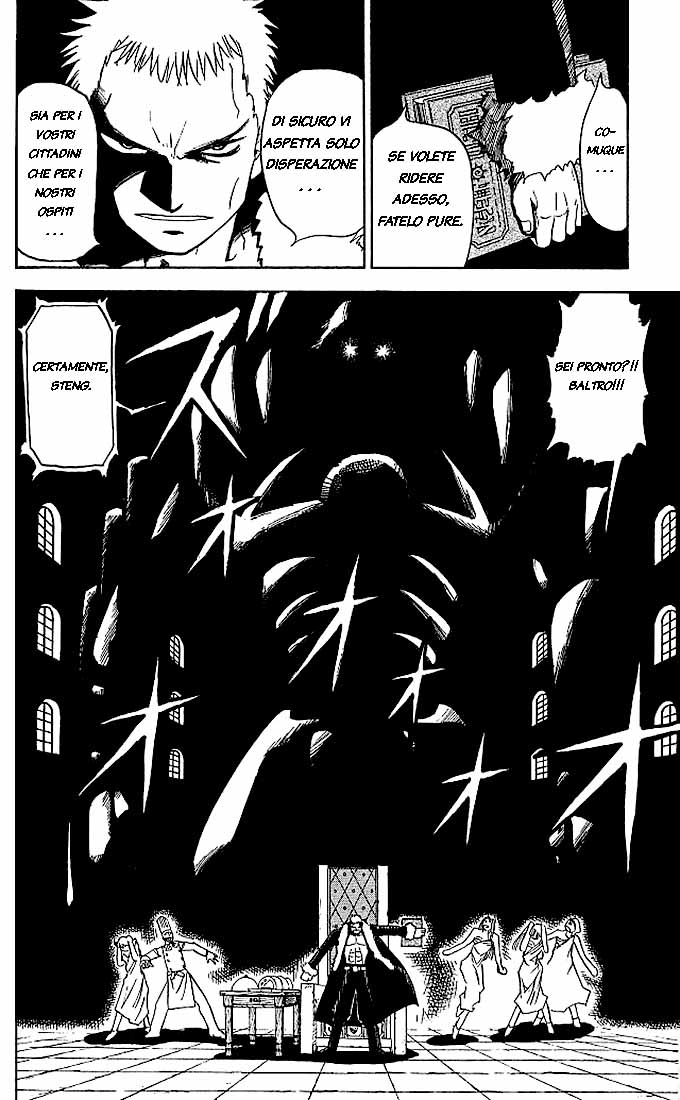 CO-
MUQUE
. . .
SE VOLETE
RIDERE
ADESSO,
FATELO PURE.
DI SICURO VI
ASPETTA SOLO
DISPERAZIONE
. . .
SIA PER I
VOSTRI
CITTADINI
CHE PER I
NOSTRI
OSPITI
. . .
SEI PRONTO?!!
BALTRO!!!
CERTAMENTE,
STENG.
ズオオオオオ